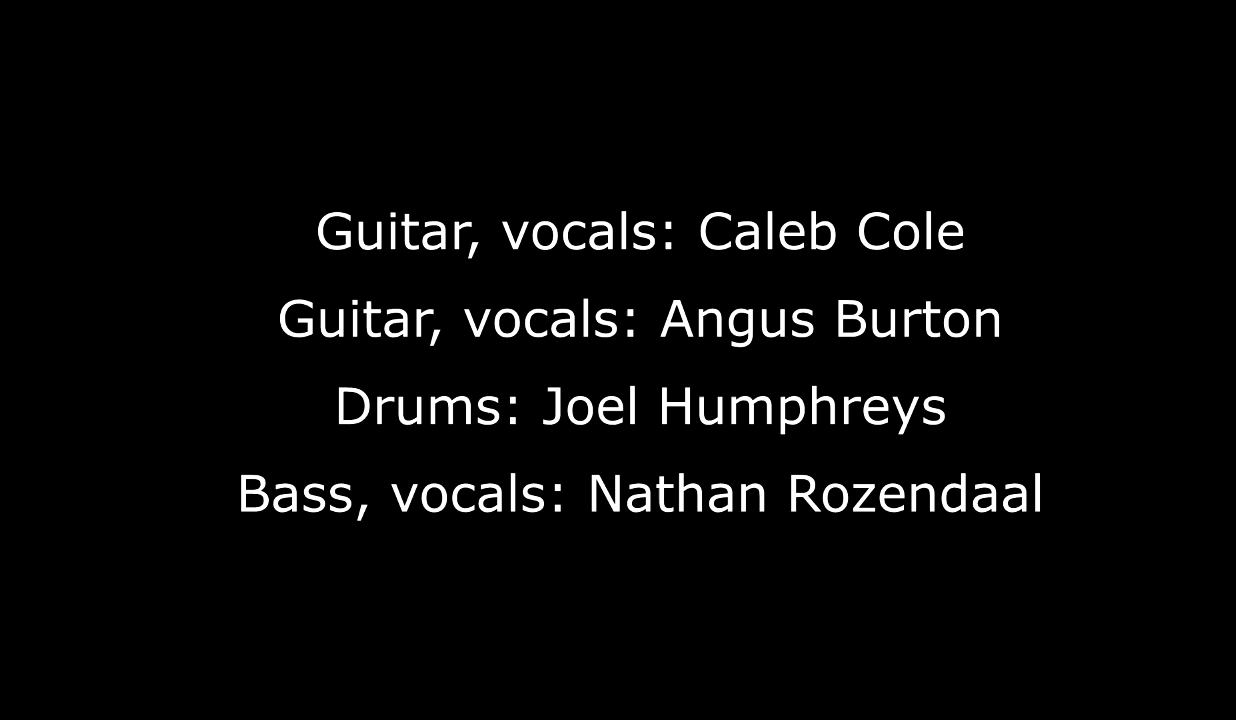 Guitar, vocals: Caleb Cole
Guitar, vocals: Angus Burton
Drums: Joel Humphreys
Bass, vocals: Nathan Rozendaal